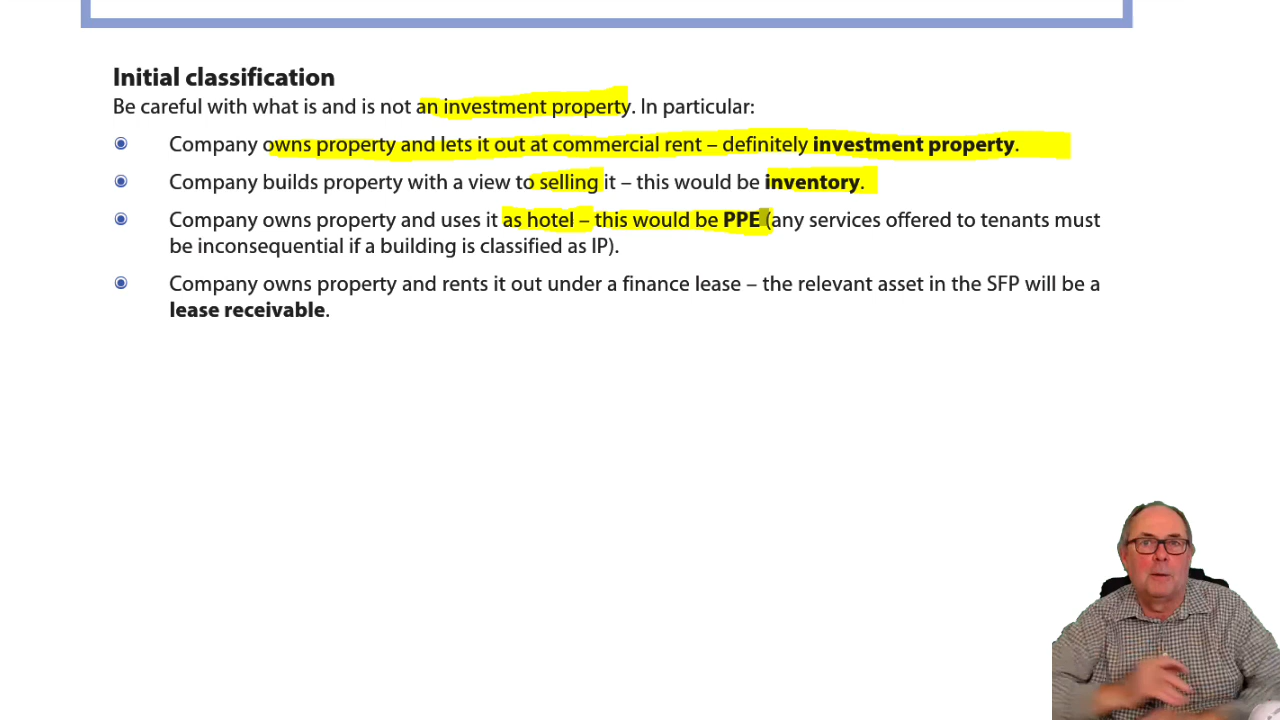 Initial classification
Be careful with what is and is not an investment property. In particular:
Company owns property and lets it out at commercial rent – definitely investment property.
Company builds property with a view to selling it – this would be inventory.
Company owns property and uses it as hotel – this would be PPE (any services offered to tenants must
be inconsequential if a building is classified as IP).
Company owns property and rents it out under a finance lease – the relevant asset in the SFP will be a
lease receivable.